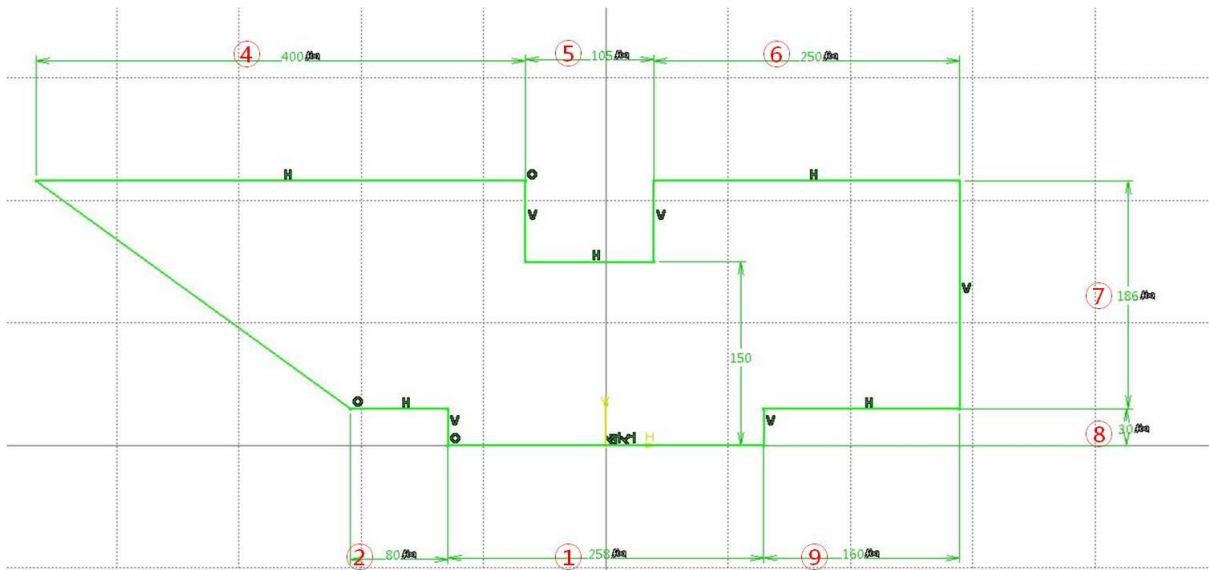 ④ 400 f(x) ⑤ 105 f(x) ⑥ 250 f(x)
H O H
V V
H
V
⑦ 186 f(x)
150
O H
V V H
⑧ 30 f(x)
O H
② 80 f(x) ① 258 f(x) ⑨ 160 f(x)